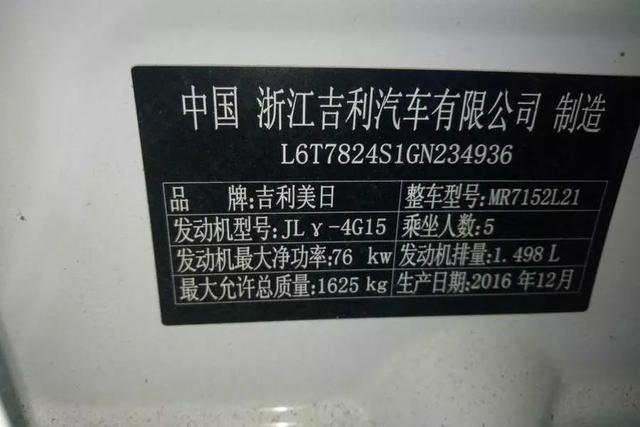 中国 浙江吉利汽车有限公司 制造
L6T7824S1GN234936
品 牌:吉利美日 整车型号:MR7152L21
发动机型号:JLγ-4G15 乘坐人数:5
发动机最大净功率:76 kw 发动机排量:1.498 L
最大允许总质量:1625 kg 生产日期:2016 年12月